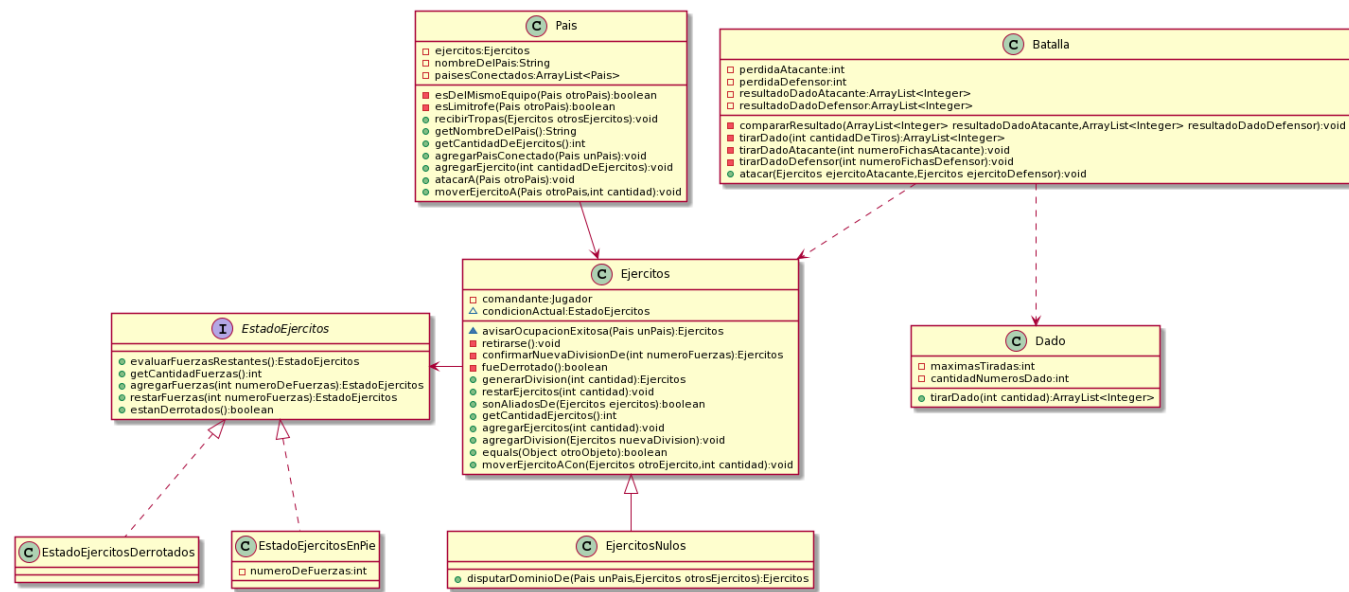 C Pais
ejercitos:Ejercitos
nombreDelPais:String
paisesConectados:ArrayList<Pais>
esDelMismoEquipo(Pais otroPais):boolean
esLimitrofe(Pais otroPais):boolean
recibirTropas(Ejercitos otrosEjercitos):void
getNombreDelPais():String
getCantidadDeEjercitos():int
agregarPaisConectado(Pais unPais):void
agregarEjercito(int cantidadDeEjercitos):void
atacarA(Pais otroPais):void
moverEjercitoA(Pais otroPais,int cantidad):void
C Batalla
perdidaAtacante:int
perdidaDefensor:int
resultadoDadoAtacante:ArrayList<Integer>
resultadoDadoDefensor:ArrayList<Integer>
compararResultado(ArrayList<Integer> resultadoDadoAtacante,ArrayList<Integer> resultadoDadoDefensor):void
tirarDado(int cantidadDeTiros):ArrayList<Integer>
tirarDadoAtacante(int numeroFichasAtacante):void
tirarDadoDefensor(int numeroFichasDefensor):void
atacar(Ejercitos ejercitoAtacante,Ejercitos ejercitoDefensor):void
I EstadoEjercitos
evaluarFuerzasRestantes():EstadoEjercitos
getCantidadFuerzas():int
agregarFuerzas(int numeroDeFuerzas):EstadoEjercitos
restarFuerzas(int numeroFuerzas):EstadoEjercitos
estanDerrotados():boolean
C Ejercitos
comandante:Jugador
condicionActual:EstadoEjercitos
avisarOcupacionExitosa(Pais unPais):Ejercitos
retirarse():void
confirmarNuevaDivisionDe(int numeroFuerzas):Ejercitos
fueDerrotado():boolean
generarDivision(int cantidad):Ejercitos
restarEjercitos(int cantidad):void
sonAliadosDe(Ejercitos ejercitos):boolean
getCantidadEjercitos():int
agregarEjercitos(int cantidad):void
agregarDivision(Ejercitos nuevaDivision):void
equals(Object otroObjeto):boolean
moverEjercitoACon(Ejercitos otroEjercito,int cantidad):void
C Dado
maximasTiradas:int
cantidadNumerosDado:int
tirarDado(int cantidad):ArrayList<Integer>
C EstadoEjercitosDerrotados
C EstadoEjercitosEnPie
numeroDeFuerzas:int
C EjercitosNulos
disputarDominioDe(Pais unPais,Ejercitos otrosEjercitos):Ejercitos